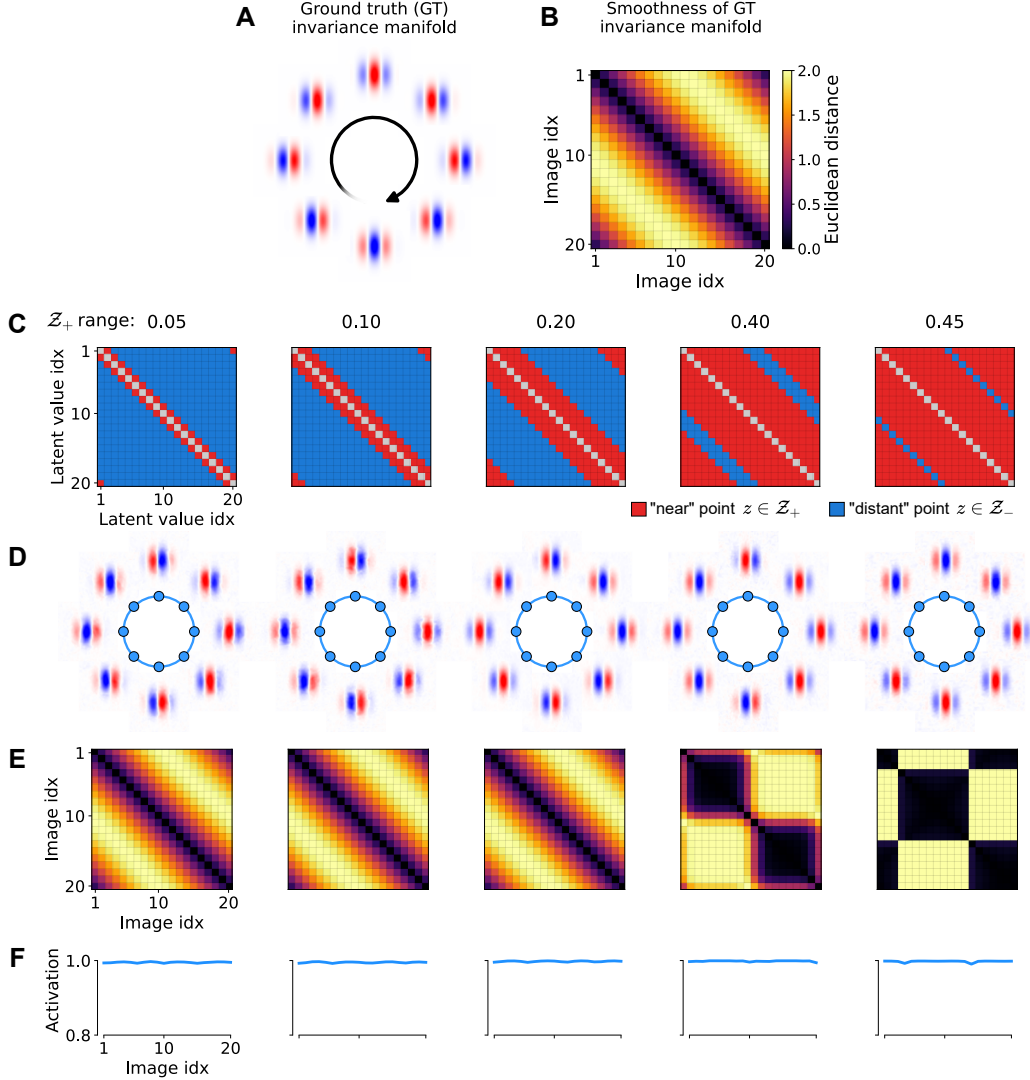 A
Ground truth (GT)
invariance manifold
B
Smoothness of GT
invariance manifold
1
10
20
Image idx
1
10
20
Image idx
2.0
1.5
1.0
0.5
0.0
Euclidean distance
C
𝒵₊ range:
0.05
0.10
0.20
0.40
0.45
Latent value idx
1
10
20
1
10
20
Latent value idx
"near" point z ∈ 𝒵₊
"distant" point z ∈ 𝒵₋
D
E
Image idx
1
10
20
1
10
20
Image idx
F
Activation
1.0
0.8
1
20
Image idx